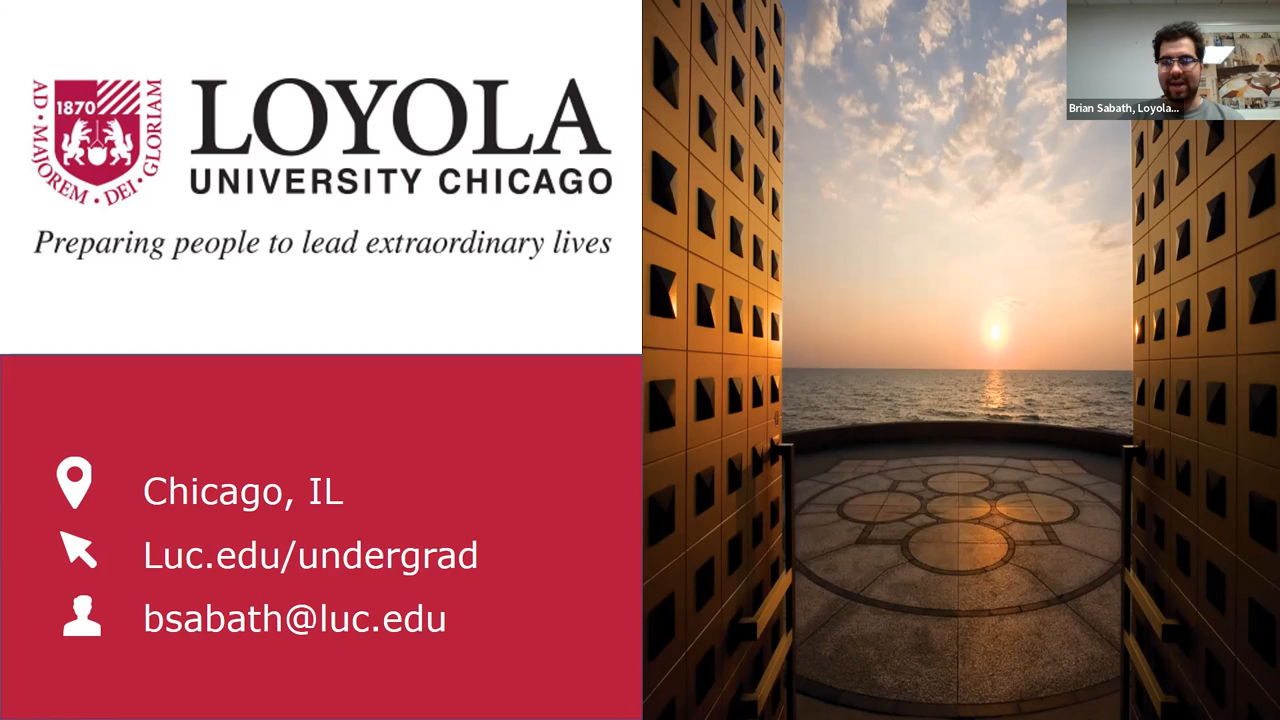 AD • MAJOREM • DEI • GLORIAM
1870
LOYOLA
UNIVERSITY CHICAGO
Preparing people to lead extraordinary lives
Chicago, IL
Luc.edu/undergrad
bsabath@luc.edu
Brian Sabath, Loyola...